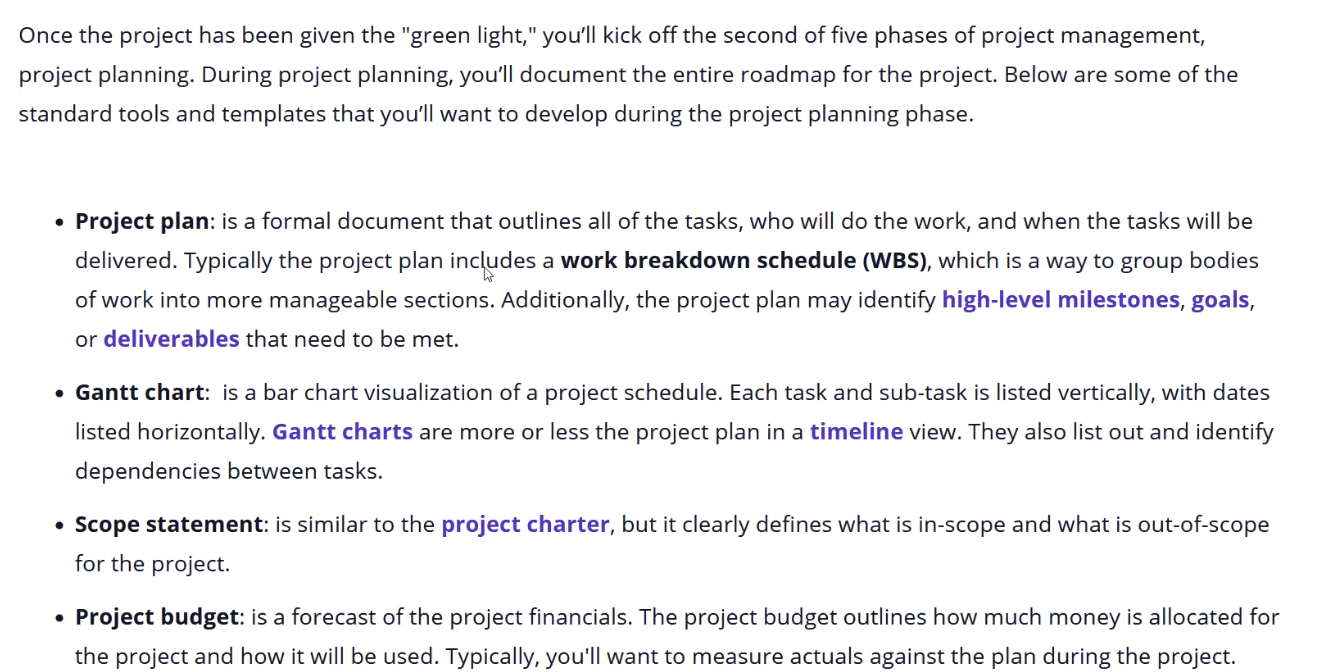 Once the project has been given the "green light," you’ll kick off the second of five phases of project management,
project planning. During project planning, you’ll document the entire roadmap for the project. Below are some of the
standard tools and templates that you’ll want to develop during the project planning phase.
• Project plan: is a formal document that outlines all of the tasks, who will do the work, and when the tasks will be
delivered. Typically the project plan includes a work breakdown schedule (WBS), which is a way to group bodies
of work into more manageable sections. Additionally, the project plan may identify high-level milestones, goals,
or deliverables that need to be met.
• Gantt chart:  is a bar chart visualization of a project schedule. Each task and sub-task is listed vertically, with dates
listed horizontally. Gantt charts are more or less the project plan in a timeline view. They also list out and identify
dependencies between tasks.
• Scope statement: is similar to the project charter, but it clearly defines what is in-scope and what is out-of-scope
for the project.
• Project budget: is a forecast of the project financials. The project budget outlines how much money is allocated for
the project and how it will be used. Typically, you'll want to measure actuals against the plan during the project.